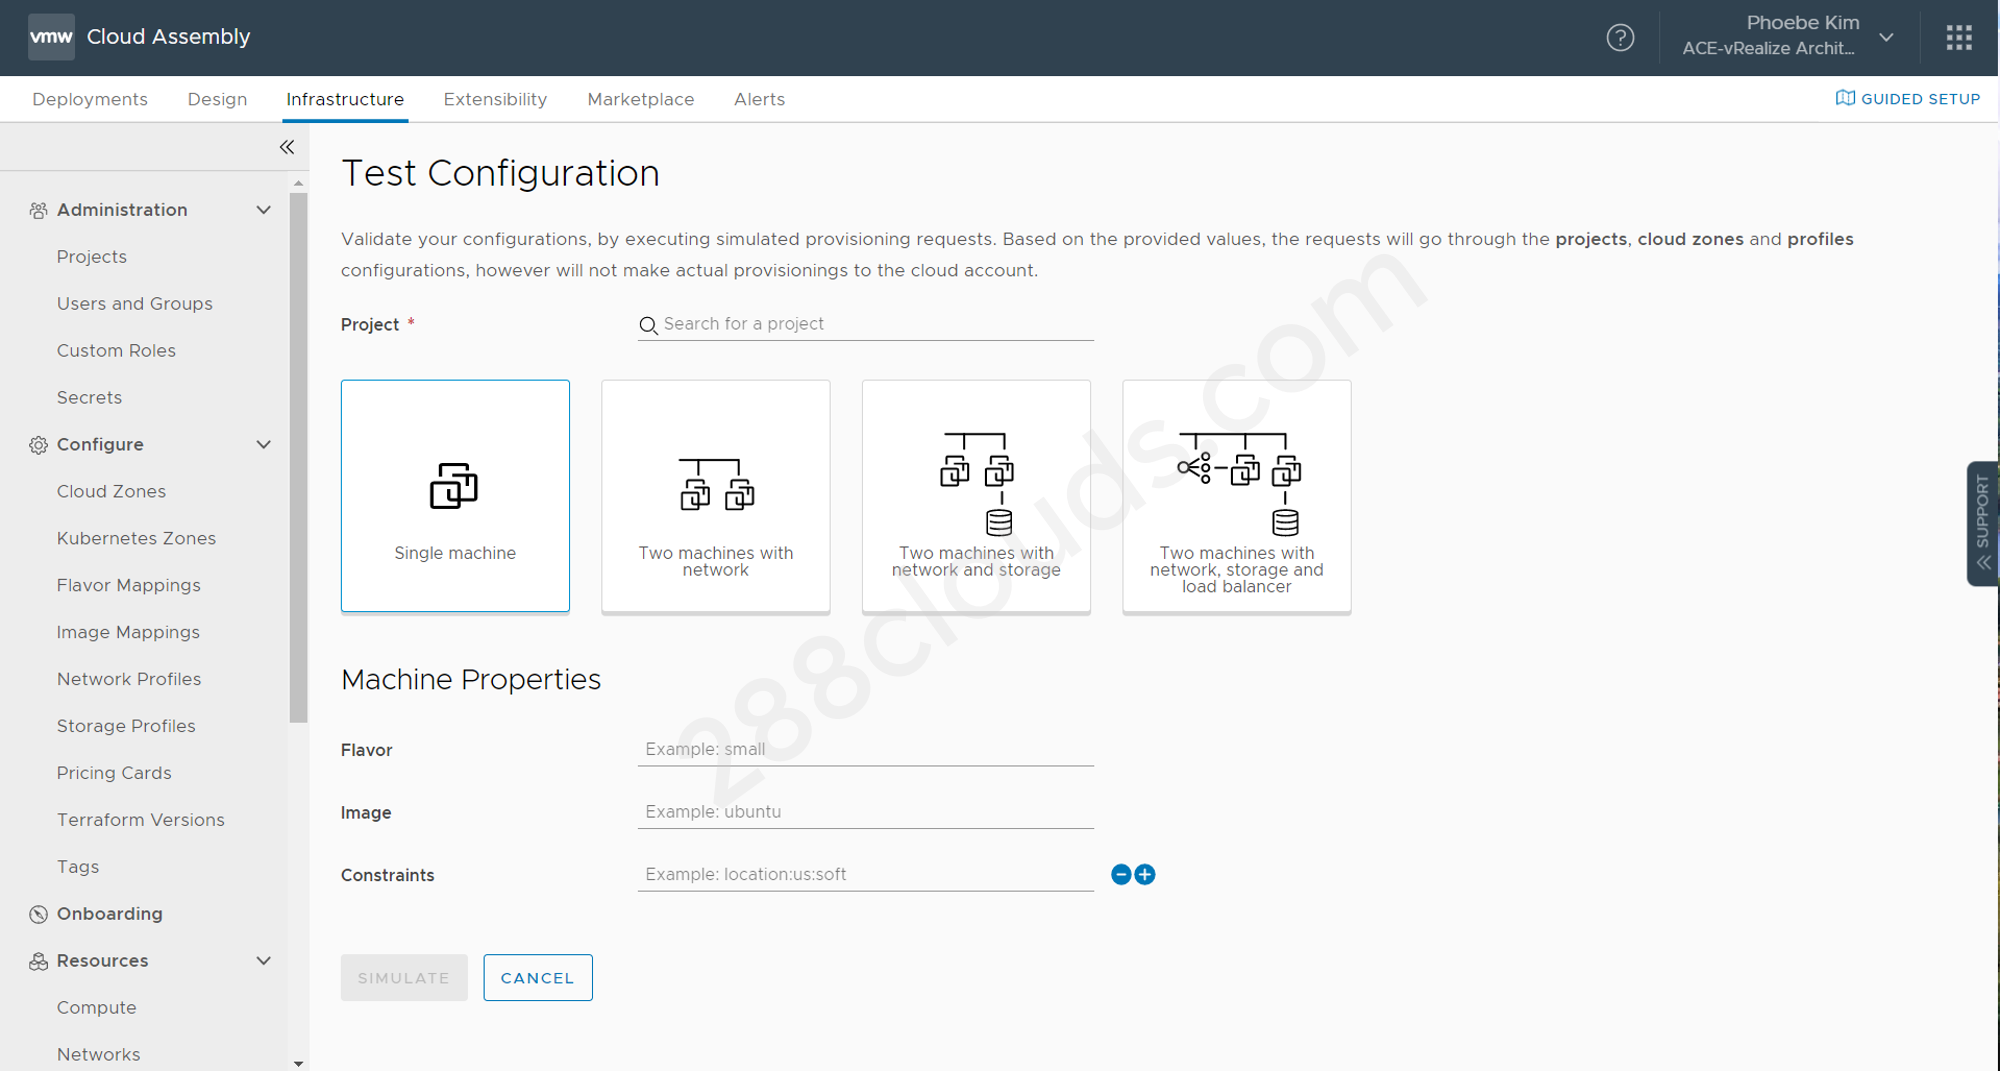 vmw Cloud Assembly
Phoebe Kim
ACE-vRealize Archit...
Deployments Design Infrastructure Extensibility Marketplace Alerts
GUIDED SETUP
Administration
Projects
Users and Groups
Custom Roles
Secrets
Configure
Cloud Zones
Kubernetes Zones
Flavor Mappings
Image Mappings
Network Profiles
Storage Profiles
Pricing Cards
Terraform Versions
Tags
Onboarding
Resources
Compute
Networks
Test Configuration
Validate your configurations, by executing simulated provisioning requests. Based on the provided values, the requests will go through the projects, cloud zones and profiles
configurations, however will not make actual provisionings to the cloud account.
Project * Search for a project
Single machine
Two machines with
network
Two machines with
network and storage
Two machines with
network, storage and
load balancer
Machine Properties
Flavor Example: small
Image Example: ubuntu
Constraints Example: location:us:soft
SIMULATE CANCEL
SUPPORT
288clouds.com